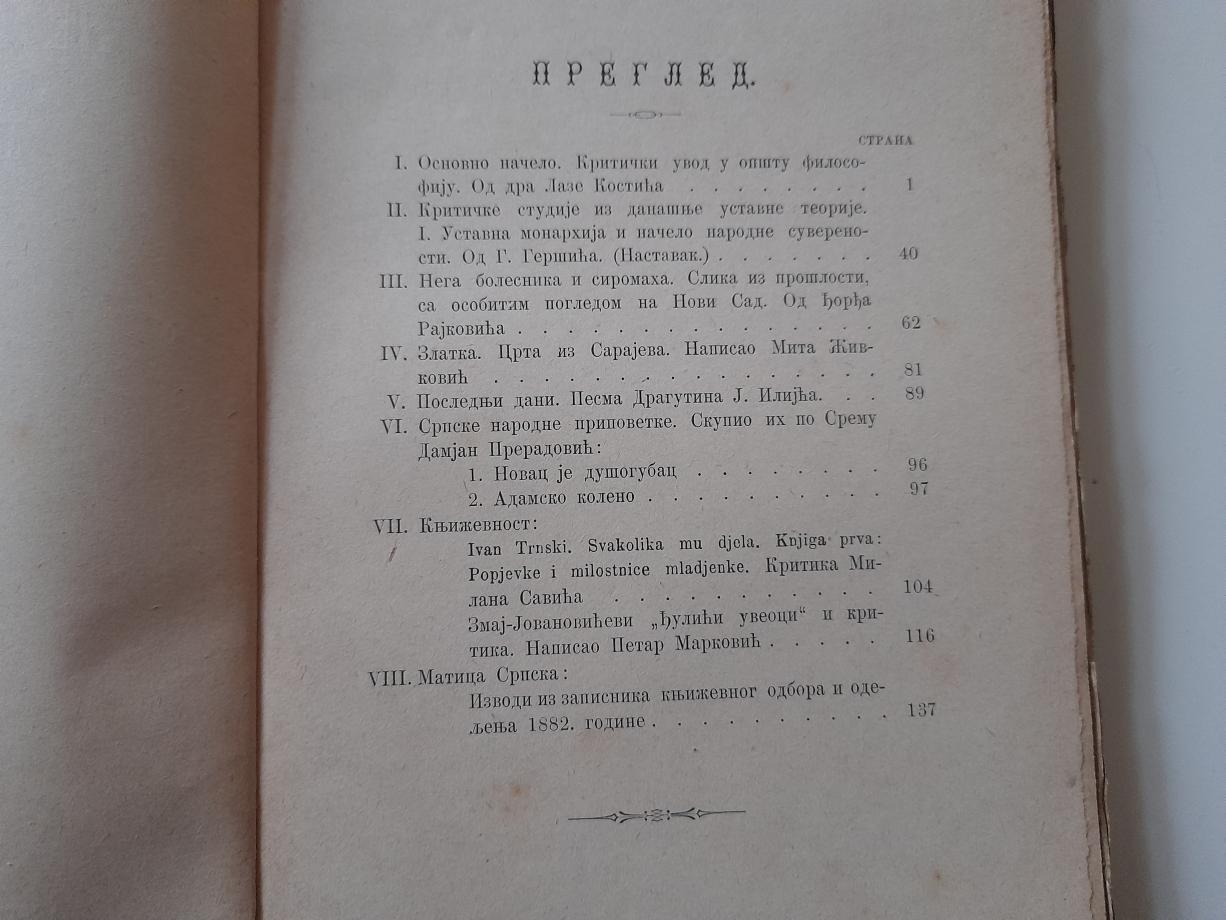 ПРЕГЛЕД.
СТРАНА
I. Основно начело. Критички увод у општу филосо-
фију. Од дра Лазе Костића . . . . . . . 1
II. Критичке студије из данашње уставне теорије.
I. Уставна монархија и начело народне суверено-
сти. Од Г. Гершића. (Наставак.) . . . . . . . 40
III. Нега болесника и сиромаха. Слика из прошлости,
са особитим погледом на Нови Сад. Од Ђорђа
Рајковића . . . . . . . . . . . . . . 62
IV. Злата. Црта из Сарајева. Написао Мита Жив-
ковић . . . . . . . . . . . . . . . 81
V. Последњи дани. Песма Драгутина Ј. Илијћа. . . 89
VI. Српске народне приповетке. Скупио их по Срему
Дамјан Прерадовић:
1. Новац је душогубац . . . . . . . . 96
2. Адамско колено . . . . . . . . . . 97
VII. Књижевност:
Ivan Trnski. Svakolika mu djela. Knjiga prva:
Popjevke i milostnice mladjenke. Критика Ми-
лана Савића . . . . . . . . . . . 104
Змај-Јовановићеви „Ђулићи увеоци“ и кри-
тика. Написао Петар Марковић . . . . . 116
VIII. Матица Српска:
Изводи из записника књижевног одбора и оде-
љења 1882. године . . . . . . . . . . 137